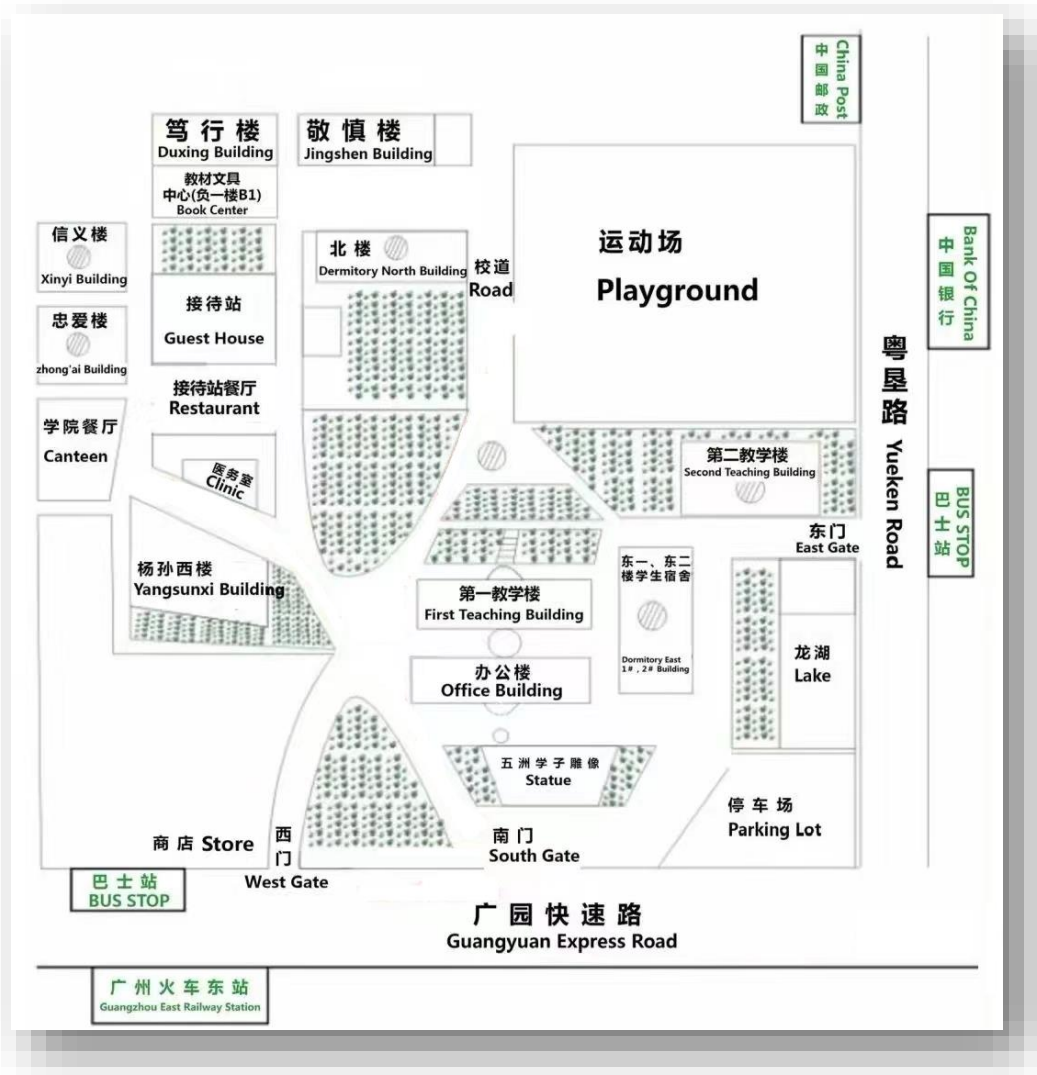 中国邮政
China Post
笃行楼
Duxing Building
敬慎楼
Jingshen Building
教材文具
中心(负一楼B1)
Book Center
信义楼
Xinyi Building
北楼
Dermitory North Building
校道
Road
运动场
Playground
中国银行
Bank Of China
接待站
Guest House
忠爱楼
zhong'ai Building
粤垦路 Yueken Road
接待站餐厅
Restaurant
学院餐厅
Canteen
医务室
Clinic
第二教学楼
Second Teaching Building
巴士站
BUS STOP
东门
East Gate
杨孙西楼
Yangsunxi Building
第一教学楼
First Teaching Building
东一、东二
楼学生宿舍
Dormitory East
1#,2# Building
龙湖
Lake
办公楼
Office Building
五洲学子雕像
Statue
停车场
Parking Lot
商店 Store
西门
West Gate
南门
South Gate
巴士站
BUS STOP
广园快速路
Guangyuan Express Road
广州火车东站
Guangzhou East Railway Station